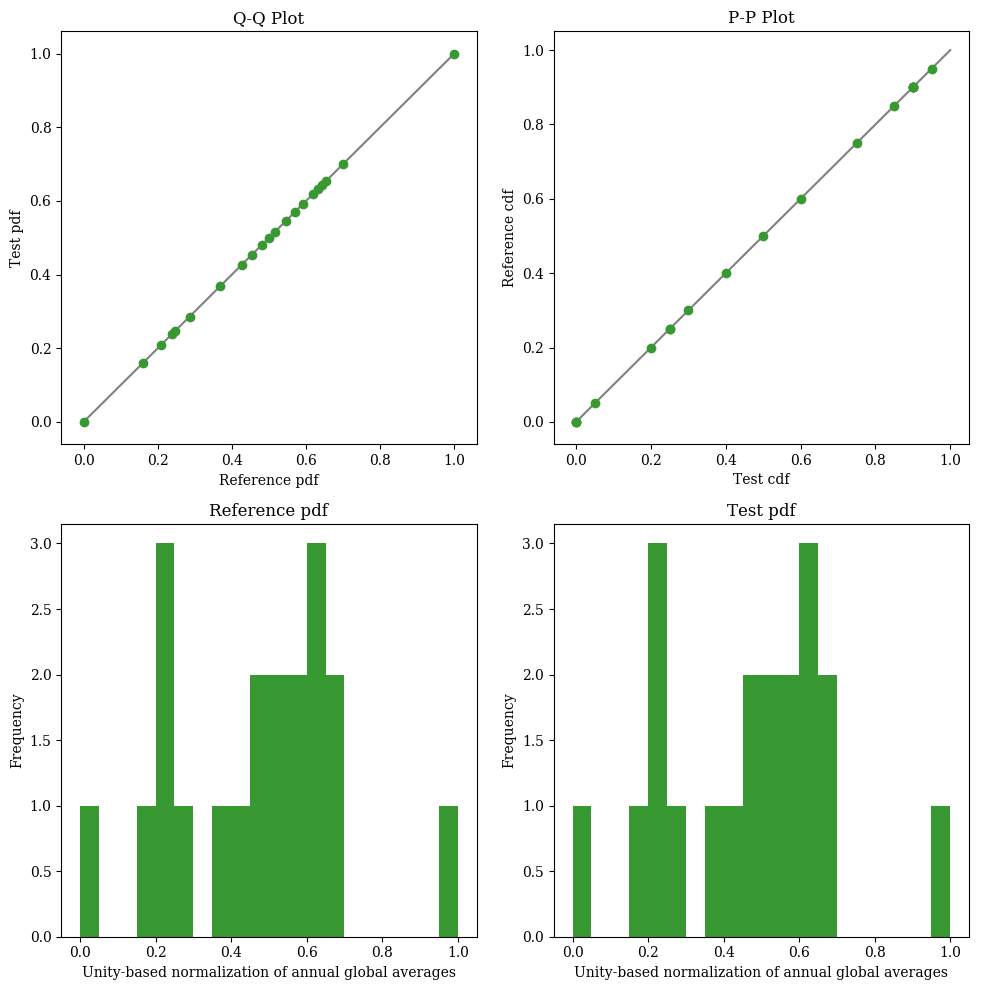 Q-Q Plot
1.0
0.8
0.6
0.4
0.2
0.0
Test pdf
0.0 0.2 0.4 0.6 0.8 1.0
Reference pdf
P-P Plot
1.0
0.8
0.6
0.4
0.2
0.0
Reference cdf
0.0 0.2 0.4 0.6 0.8 1.0
Test cdf
Reference pdf
3.0
2.5
2.0
1.5
1.0
0.5
0.0
Frequency
0.0 0.2 0.4 0.6 0.8 1.0
Unity-based normalization of annual global averages
Test pdf
3.0
2.5
2.0
1.5
1.0
0.5
0.0
Frequency
0.0 0.2 0.4 0.6 0.8 1.0
Unity-based normalization of annual global averages